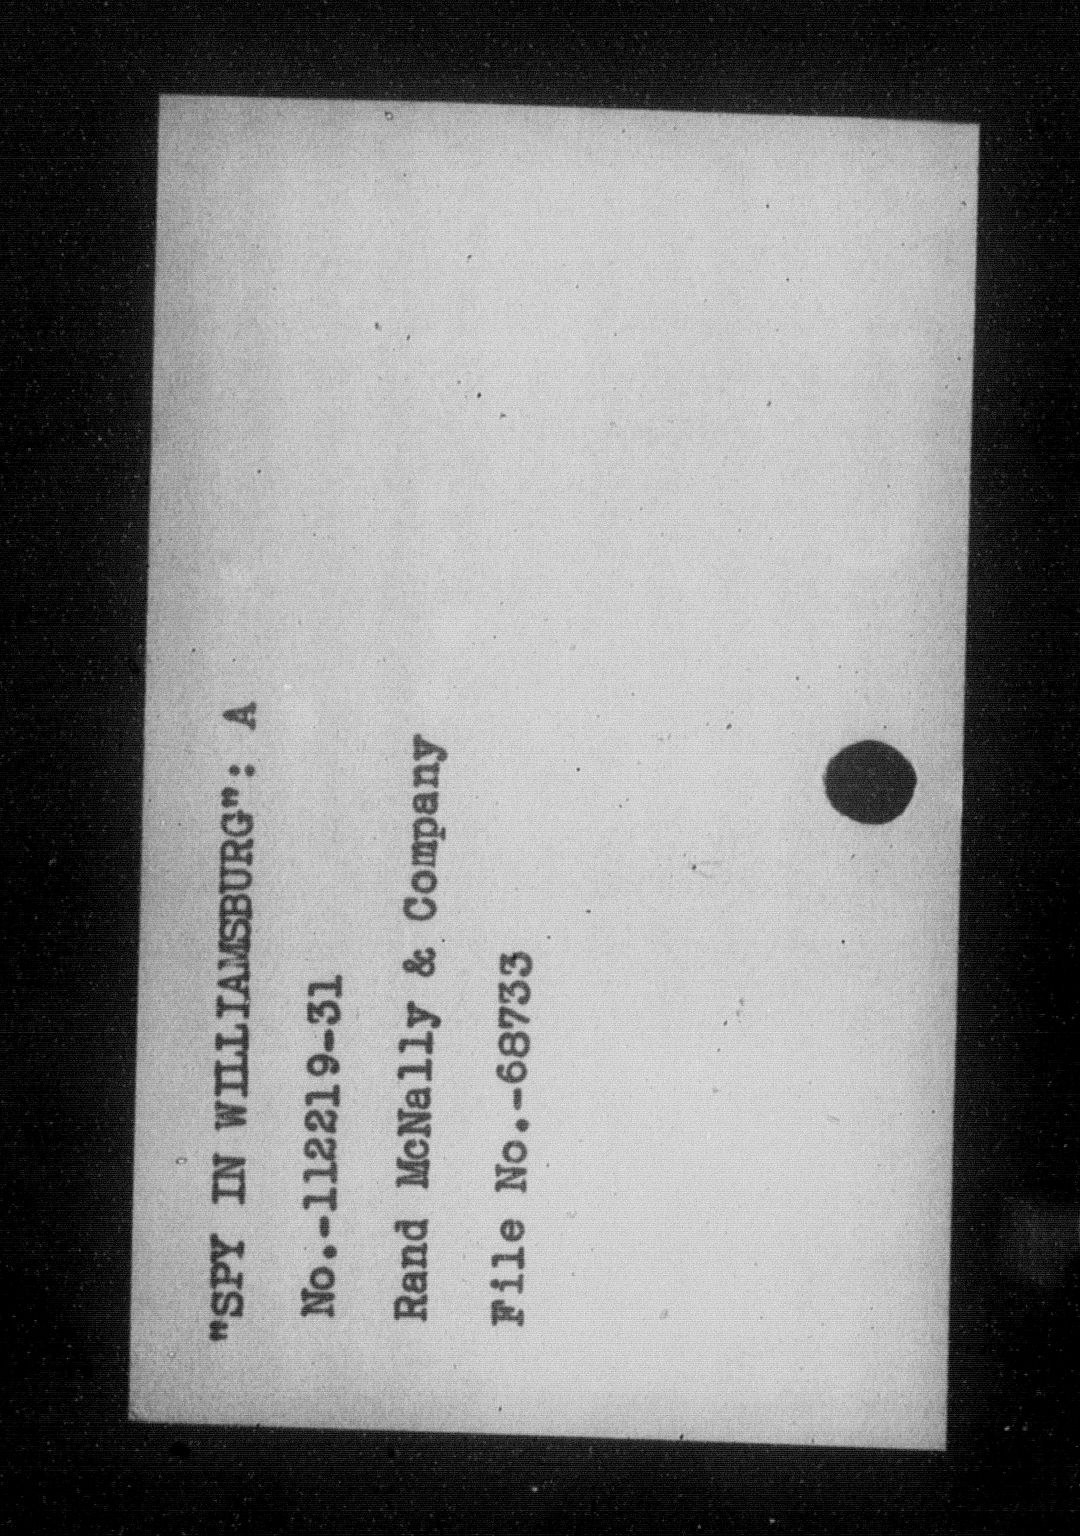 "SPY IN WILLIAMSBURG": A
No.-112219-31
Rand McNally & Company
File No.-68733